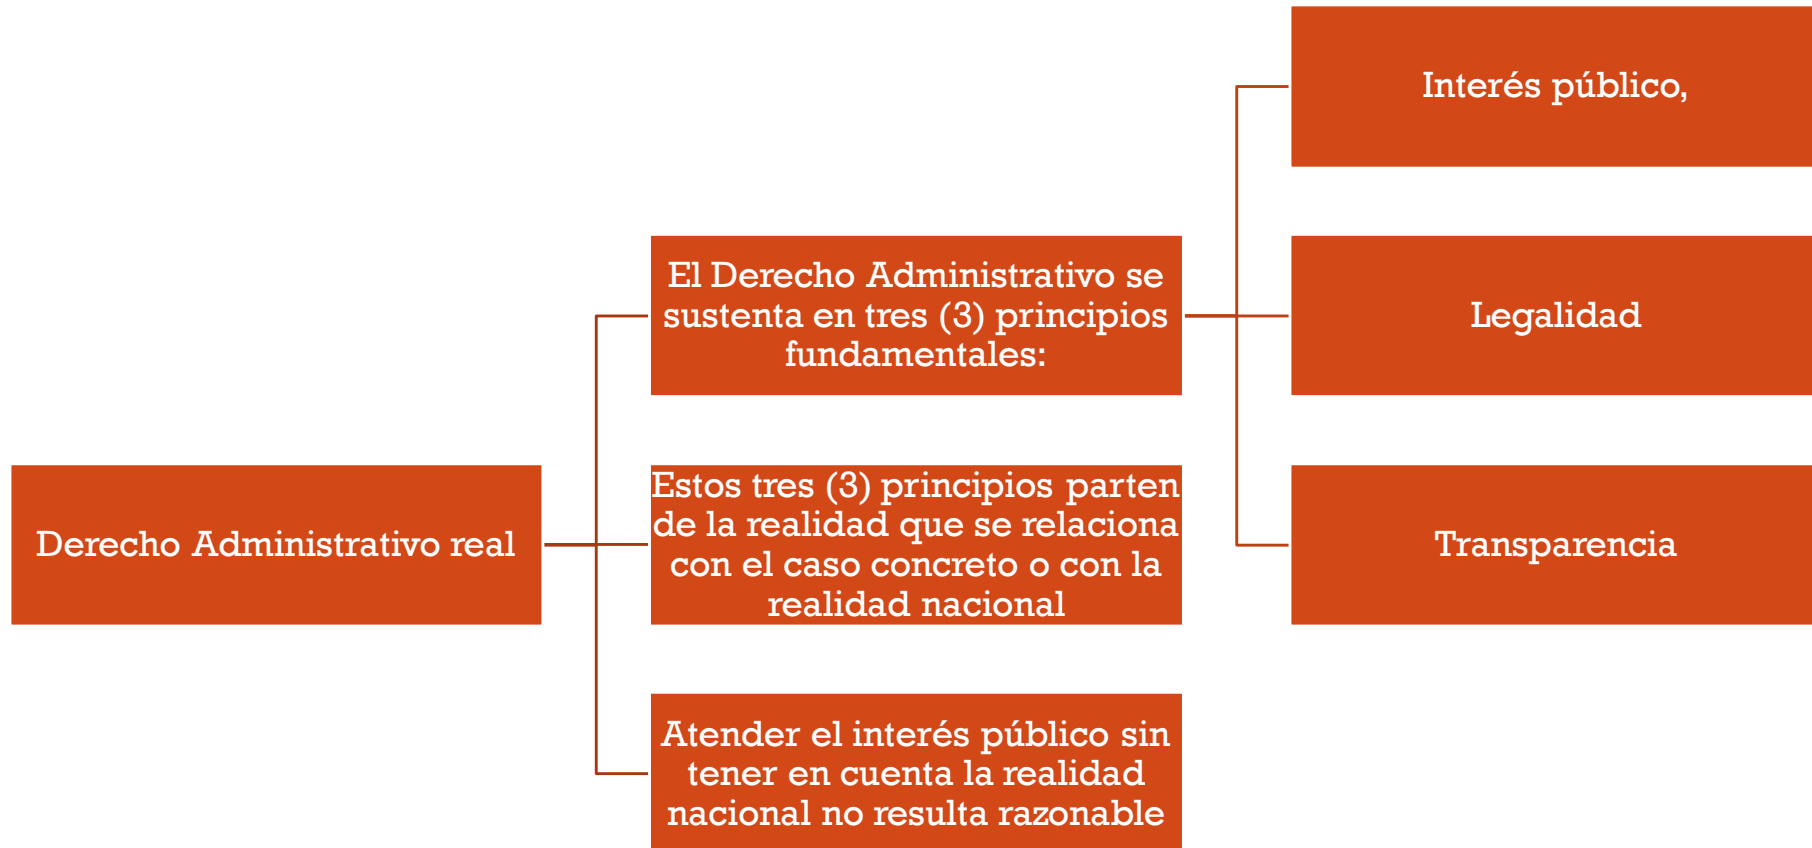 Derecho Administrativo real
El Derecho Administrativo se
sustenta en tres (3) principios
fundamentales:
Interés público,
Legalidad
Transparencia
Estos tres (3) principios parten
de la realidad que se relaciona
con el caso concreto o con la
realidad nacional
Atender el interés público sin
tener en cuenta la realidad
nacional no resulta razonable